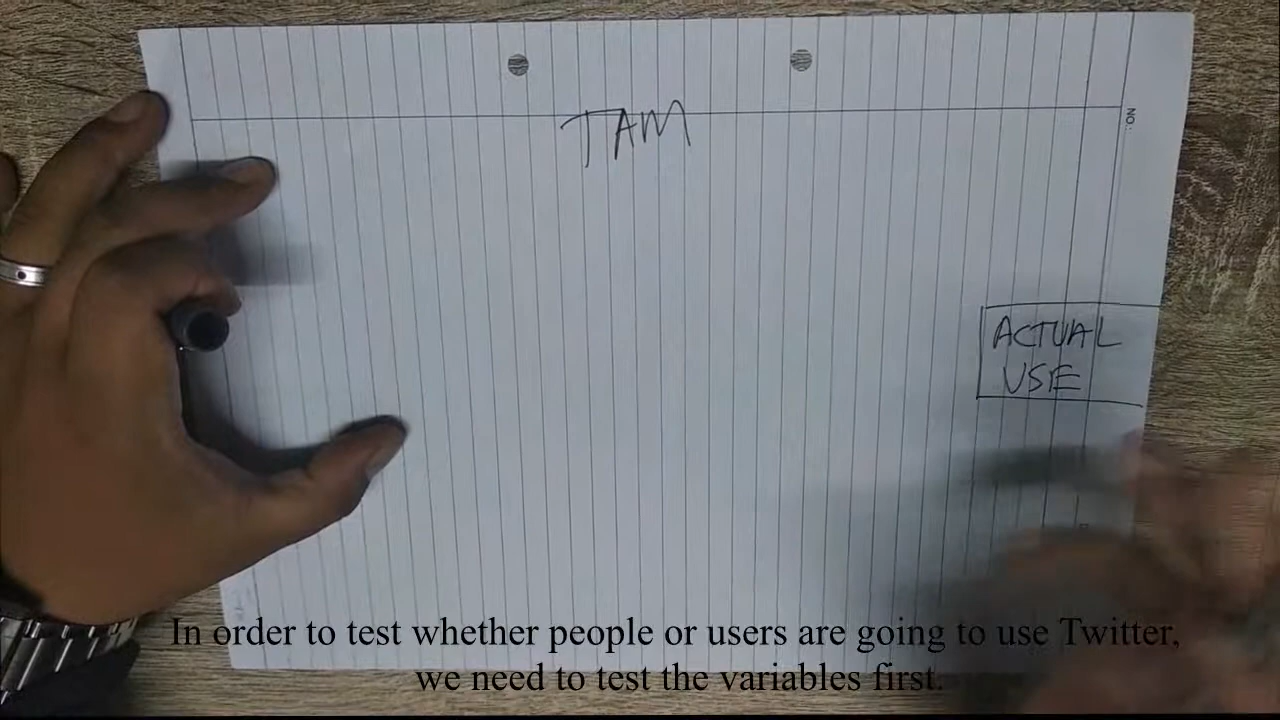 TAM
NO.:
ACTUAL
USE
In order to test whether people or users are going to use Twitter,
we need to test the variables first.